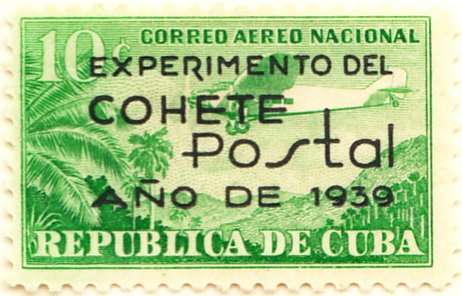 10¢ CORREO AEREO NACIONAL
EXPERIMENTO DEL
COHETE
Postal
AÑO DE 1939
REPUBLICA DE CUBA